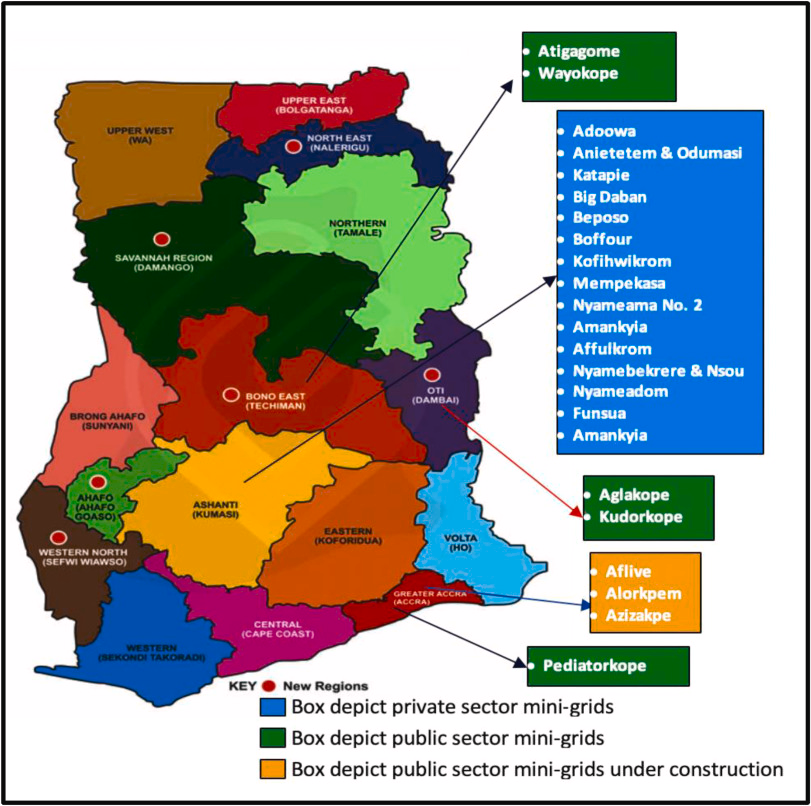 Atigagome
Wayokope
UPPER EAST
(BOLGATANGA)
UPPER WEST
(WA)
NORTH EAST
(NALERIGU)
Adoowa
Anietetem & Odumasi
Katapie
Big Daban
Beposo
Boffour
Kofihwikrom
Mempekasa
Nyameama No. 2
Amankyia
Affulkrom
Nyamebekrere & Nsou
Nyameadom
Funsua
Amankyia
NORTHERN
(TAMALE)
SAVANNAH REGION
(DAMANGO)
OTI
(DAMBAI)
BONO EAST
(TECHIMAN)
BRONG AHAFO
(SUNYANI)
AHAFO
(AHAFO
GOASO)
ASHANTI
(KUMASI)
Aglakope
Kudorkope
EASTERN
(KOFORIDUA)
VOLTA
(HO)
WESTERN NORTH
(SEFWI WIAWSO)
Aflive
Alorkpem
Azizakpe
GREATER ACCRA
(ACCRA)
CENTRAL
(CAPE COAST)
WESTERN
(SEKONDI TAKORADI)
Pediatorkope
KEY New Regions
Box depict private sector mini-grids
Box depict public sector mini-grids
Box depict public sector mini-grids under construction